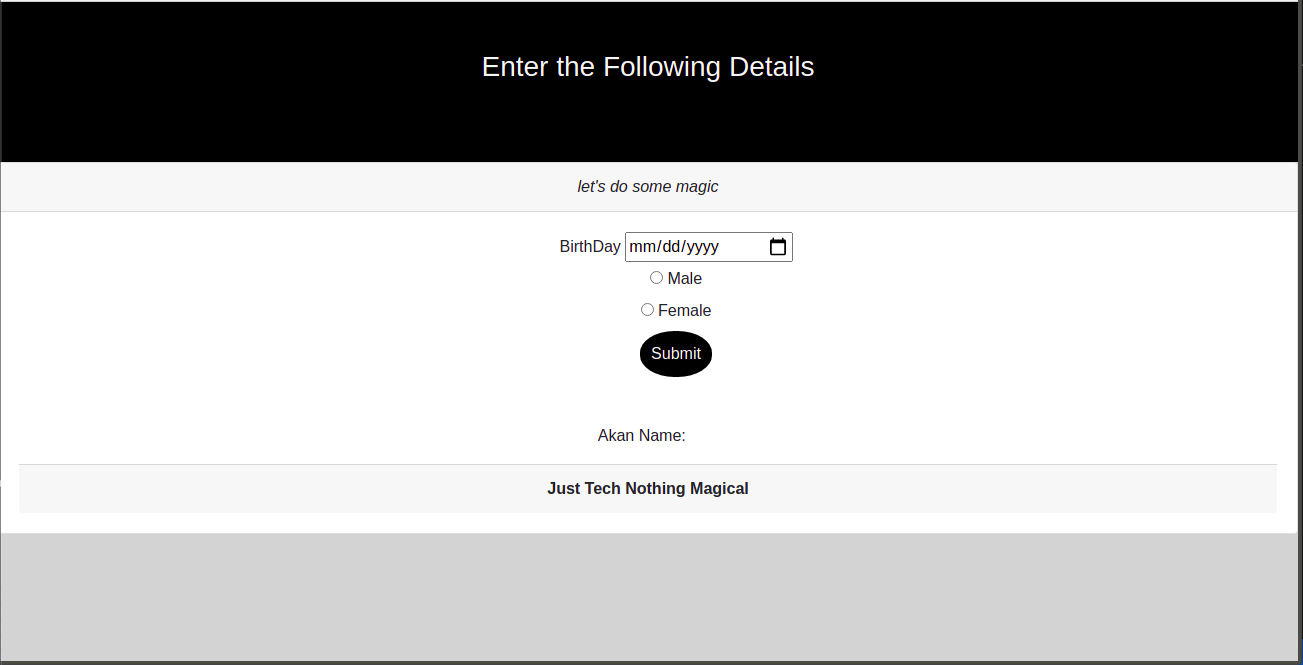 Enter the Following Details
let's do some magic
BirthDay mm/dd/yyyy
Male
Female
Submit
Akan Name:
Just Tech Nothing Magical